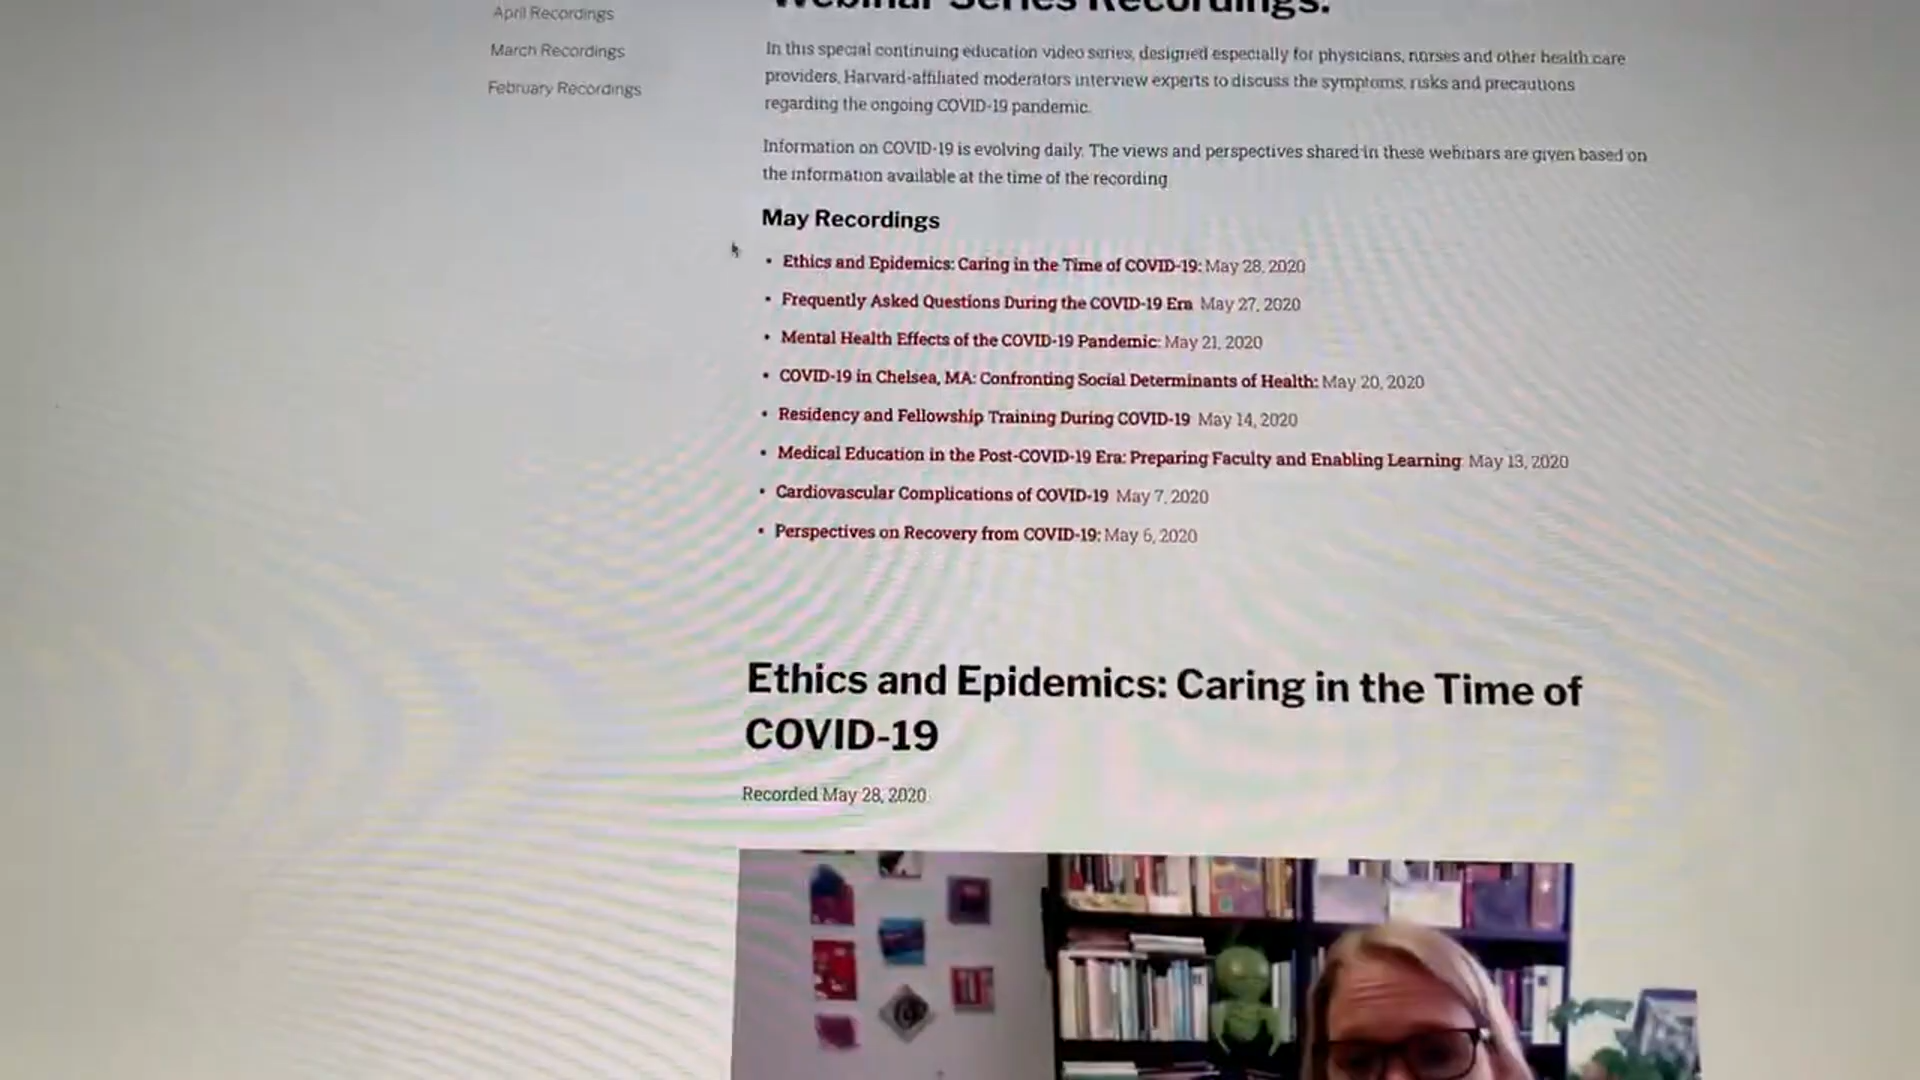 April Recordings
March Recordings
February Recordings
Webinar Series Recordings:
In this special continuing education video series, designed especially for physicians, nurses and other health care
providers, Harvard-affiliated moderators interview experts to discuss the symptoms, risks and precautions
regarding the ongoing COVID-19 pandemic.
Information on COVID-19 is evolving daily. The views and perspectives shared in these webinars are given based on
the information available at the time of the recording
May Recordings
• Ethics and Epidemics: Caring in the Time of COVID-19: May 28, 2020
• Frequently Asked Questions During the COVID-19 Era May 27, 2020
• Mental Health Effects of the COVID-19 Pandemic: May 21, 2020
• COVID-19 in Chelsea, MA: Confronting Social Determinants of Health: May 20, 2020
• Residency and Fellowship Training During COVID-19 May 14, 2020
• Medical Education in the Post-COVID-19 Era: Preparing Faculty and Enabling Learning May 13, 2020
• Cardiovascular Complications of COVID-19 May 7, 2020
• Perspectives on Recovery from COVID-19: May 6, 2020
Ethics and Epidemics: Caring in the Time of
COVID-19
Recorded May 28, 2020